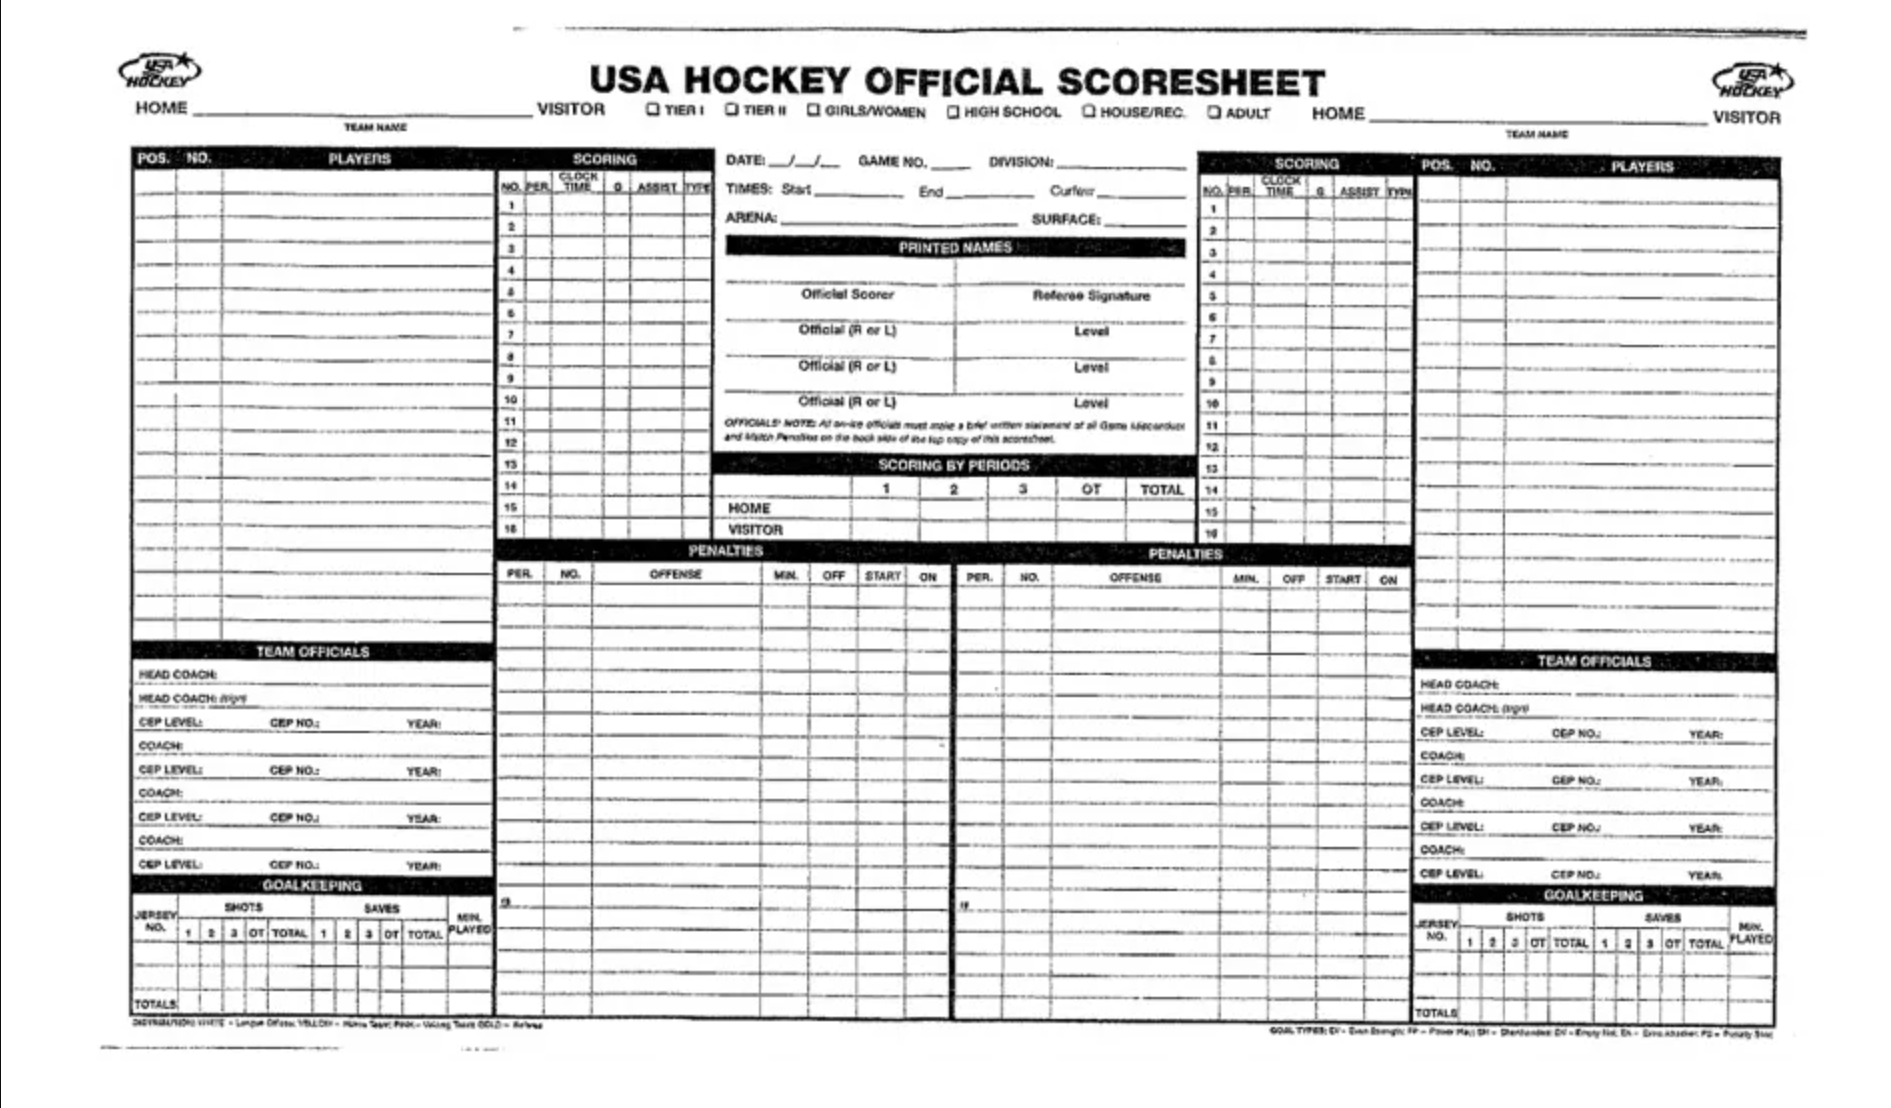 USA HOCKEY
USA HOCKEY OFFICIAL SCORESHEET
USA HOCKEY
HOME VISITOR TIER I TIER II GIRLS/WOMEN HIGH SCHOOL HOUSE/REC. ADULT HOME VISITOR
TEAM NAME TEAM NAME
POS. NO. PLAYERS
SCORING
NO. PER. CLOCK TIME G ASSIST TYPE
1
2
3
4
5
6
7
8
9
10
11
12
13
14
15
16
DATE: __/__/__ GAME NO. DIVISION:
TIMES: Start End Curfew
ARENA: SURFACE:
PRINTED NAMES
Official Scorer Referee Signature
Official (R or L) Level
Official (R or L) Level
Official (R or L) Level
OFFICIALS' NOTE: All on-ice officials must make a brief written statement of all Game Misconduct
and Match Penalties on the back side of the top copy of this scoresheet.
SCORING BY PERIODS
1 2 3 OT TOTAL
HOME
VISITOR
SCORING
NO. PER. CLOCK TIME G ASSIST TYPE
1
2
3
4
5
6
7
8
9
10
11
12
13
14
15
16
POS. NO. PLAYERS
PENALTIES PENALTIES
PER. NO. OFFENSE MIN. OFF START ON PER. NO. OFFENSE MIN. OFF START ON
TEAM OFFICIALS
HEAD COACH:
HEAD COACH: (sign)
CEP LEVEL: CEP NO.: YEAR:
COACH:
CEP LEVEL: CEP NO.: YEAR:
COACH:
CEP LEVEL: CEP NO.: YEAR:
COACH:
CEP LEVEL: CEP NO.: YEAR:
GOALKEEPING
JERSEY NO. SHOTS SAVES MIN. PLAYED
1 2 3 OT TOTAL 1 2 3 OT TOTAL
TOTALS
TEAM OFFICIALS
HEAD COACH:
HEAD COACH: (sign)
CEP LEVEL: CEP NO.: YEAR:
COACH:
CEP LEVEL: CEP NO.: YEAR:
COACH:
CEP LEVEL: CEP NO.: YEAR:
COACH:
CEP LEVEL: CEP NO.: YEAR:
GOALKEEPING
JERSEY NO. SHOTS SAVES MIN. PLAYED
1 2 3 OT TOTAL 1 2 3 OT TOTAL
TOTALS
DISTRIBUTION: WHITE – League Official; YELLOW – Home Team; PINK – Visiting Team; GOLD – Referee
GOAL TYPES: EV – Even Strength; PP – Power Play; SH – Shorthanded; EN – Empty Net; EA – Extra Attacker; PS – Penalty Shot